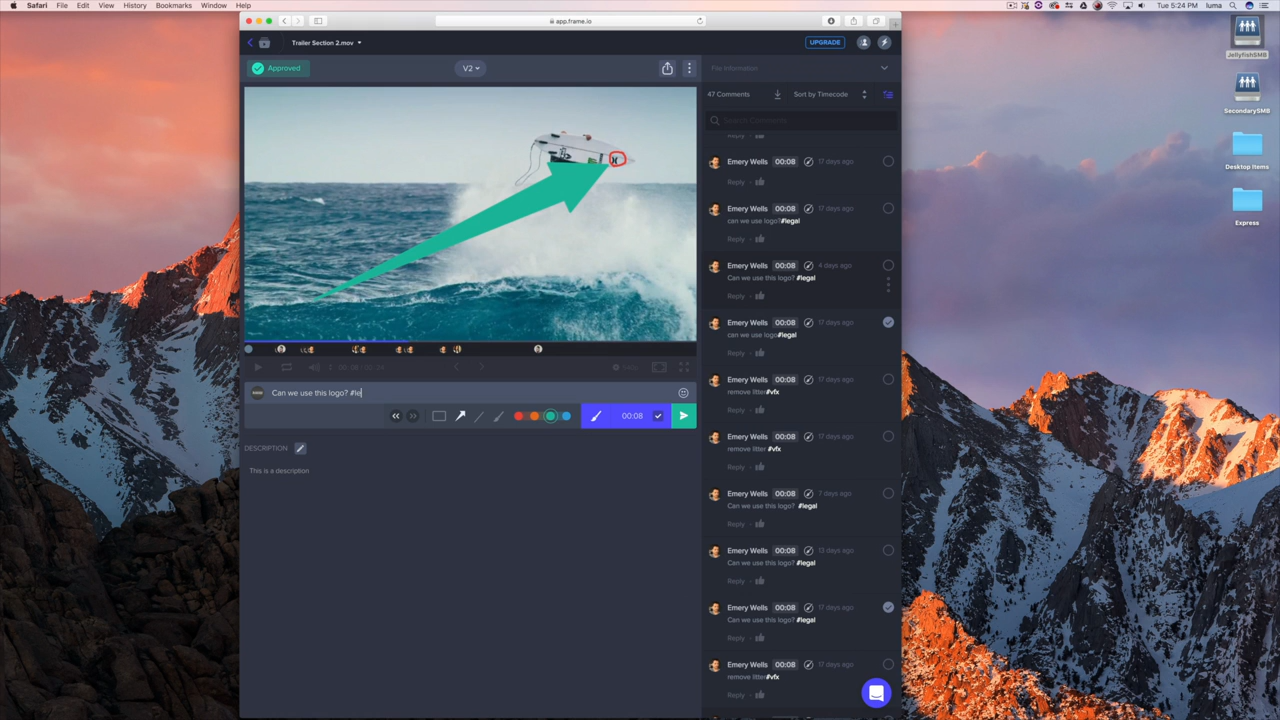 Safari File Edit View History Bookmarks Window Help
Tue 5:24 PM luma
app.frame.io
Trailer Section 2.mov
UPGRADE
Approved
V2
File Information
47 Comments
Sort by Timecode
Search Comments
Reply
Emery Wells 00:08 17 days ago
Reply
Emery Wells 00:08 17 days ago
can we use logo?#legal
Reply
Emery Wells 00:08 4 days ago
Can we use this logo? #legal
Reply
Emery Wells 00:08 17 days ago
can we use logo#legal
Reply
Emery Wells 00:08 17 days ago
remove litter#vfx
Reply
Emery Wells 00:08 17 days ago
remove litter #vfx
Reply
Emery Wells 00:08 7 days ago
Can we use this logo? #legal
Reply
Emery Wells 00:08 13 days ago
Can we use this logo? #legal
Reply
Emery Wells 00:08 17 days ago
Can we use this logo? #legal
Reply
Emery Wells 00:08 17 days ago
remove litter#vfx
Reply
Can we use this logo? #le
00:08
DESCRIPTION
This is a description
JellyfishSMB
SecondarySMB
Desktop Items
Express